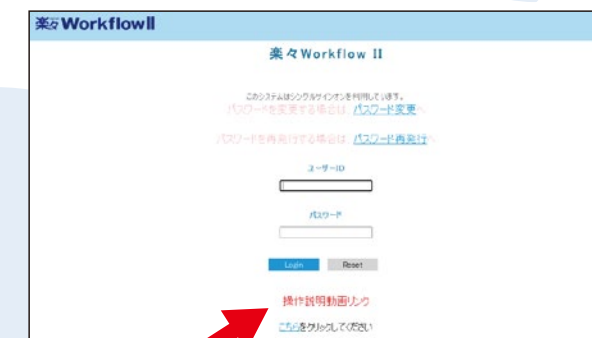 楽々WorkflowII
楽々Workflow II
このシステムはシングルサインオンを利用しています。
パスワードを変更する場合は パスワード変更へ
パスワードを再発行する場合は パスワード再発行へ
ユーザーID
パスワード
Login Reset
操作説明動画リンク
こちらをクリックしてください